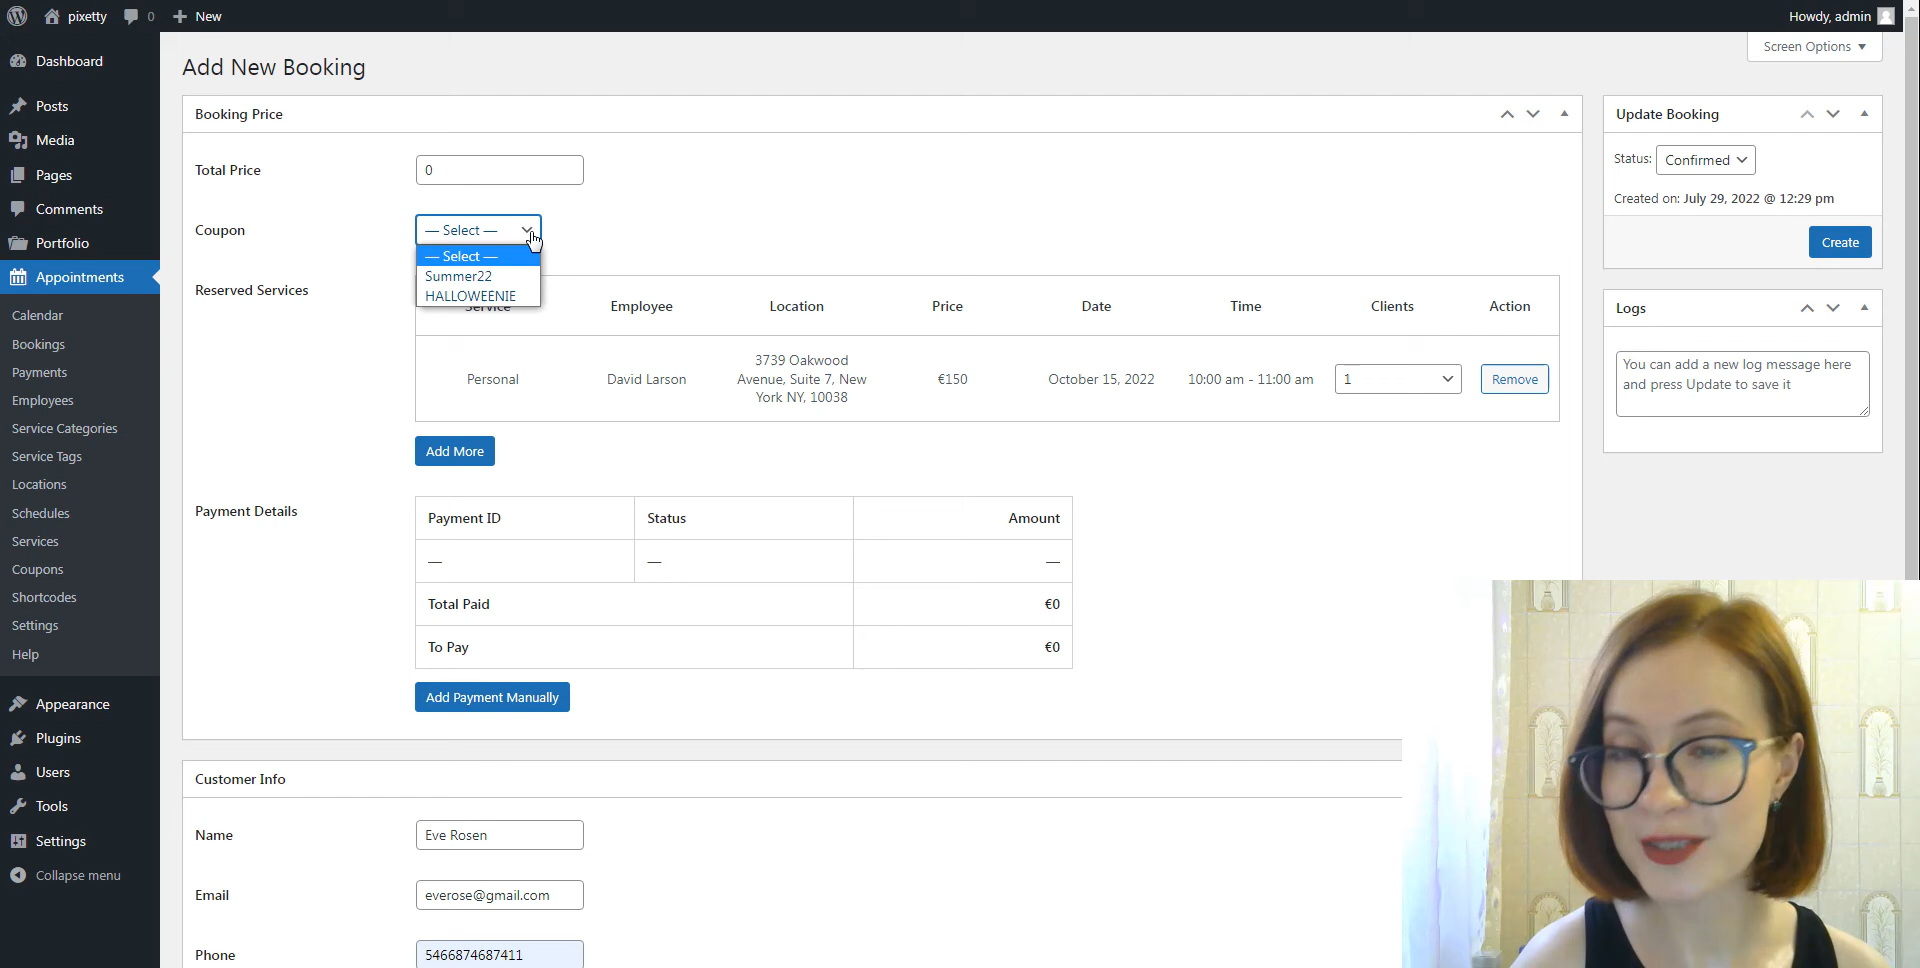 pixetty
0
New
Howdy, admin
Screen Options
Dashboard
Posts
Media
Pages
Comments
Portfolio
Appointments
Calendar
Bookings
Payments
Employees
Service Categories
Service Tags
Locations
Schedules
Services
Coupons
Shortcodes
Settings
Help
Appearance
Plugins
Users
Tools
Settings
Collapse menu
Add New Booking
Booking Price
Total Price
0
Coupon
— Select —
— Select —
Summer22
HALLOWEENIE
Reserved Services
Service Employee Location Price Date Time Clients Action
Personal
David Larson
3739 Oakwood
Avenue, Suite 7, New
York NY, 10038
€150
October 15, 2022
10:00 am - 11:00 am
1
Remove
Add More
Payment Details
Payment ID Status Amount
— — —
Total Paid €0
To Pay €0
Add Payment Manually
Customer Info
Name
Eve Rosen
Email
everose@gmail.com
Phone
5466874687411
Update Booking
Status: Confirmed
Created on: July 29, 2022 @ 12:29 pm
Create
Logs
You can add a new log message here
and press Update to save it